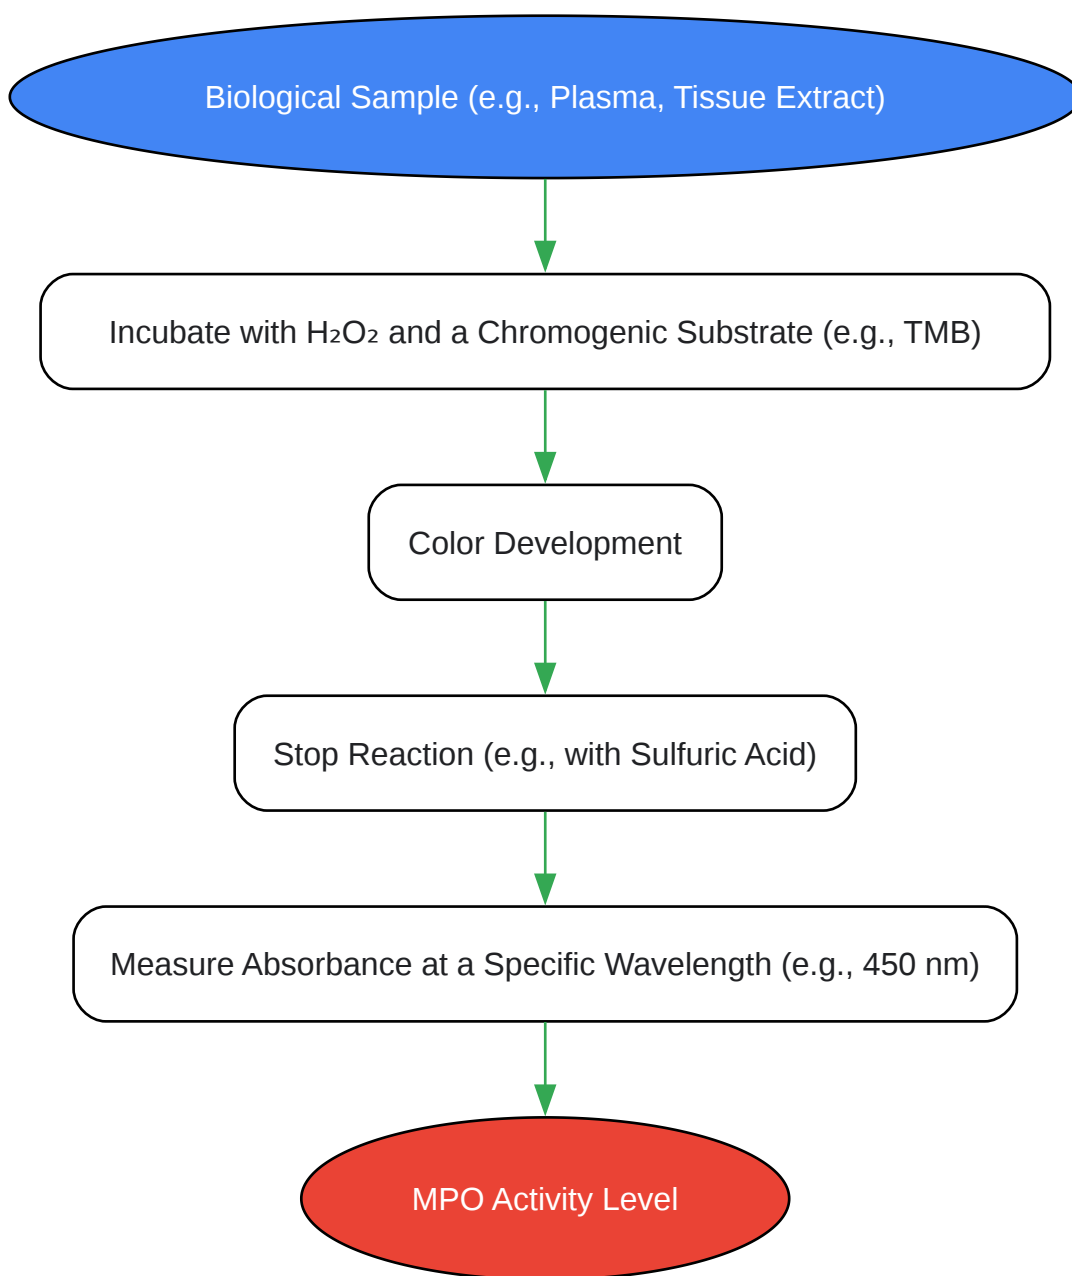 Biological Sample (e.g., Plasma, Tissue Extract)
Incubate with H₂O₂ and a Chromogenic Substrate (e.g., TMB)
Color Development
Stop Reaction (e.g., with Sulfuric Acid)
Measure Absorbance at a Specific Wavelength (e.g., 450 nm)
MPO Activity Level